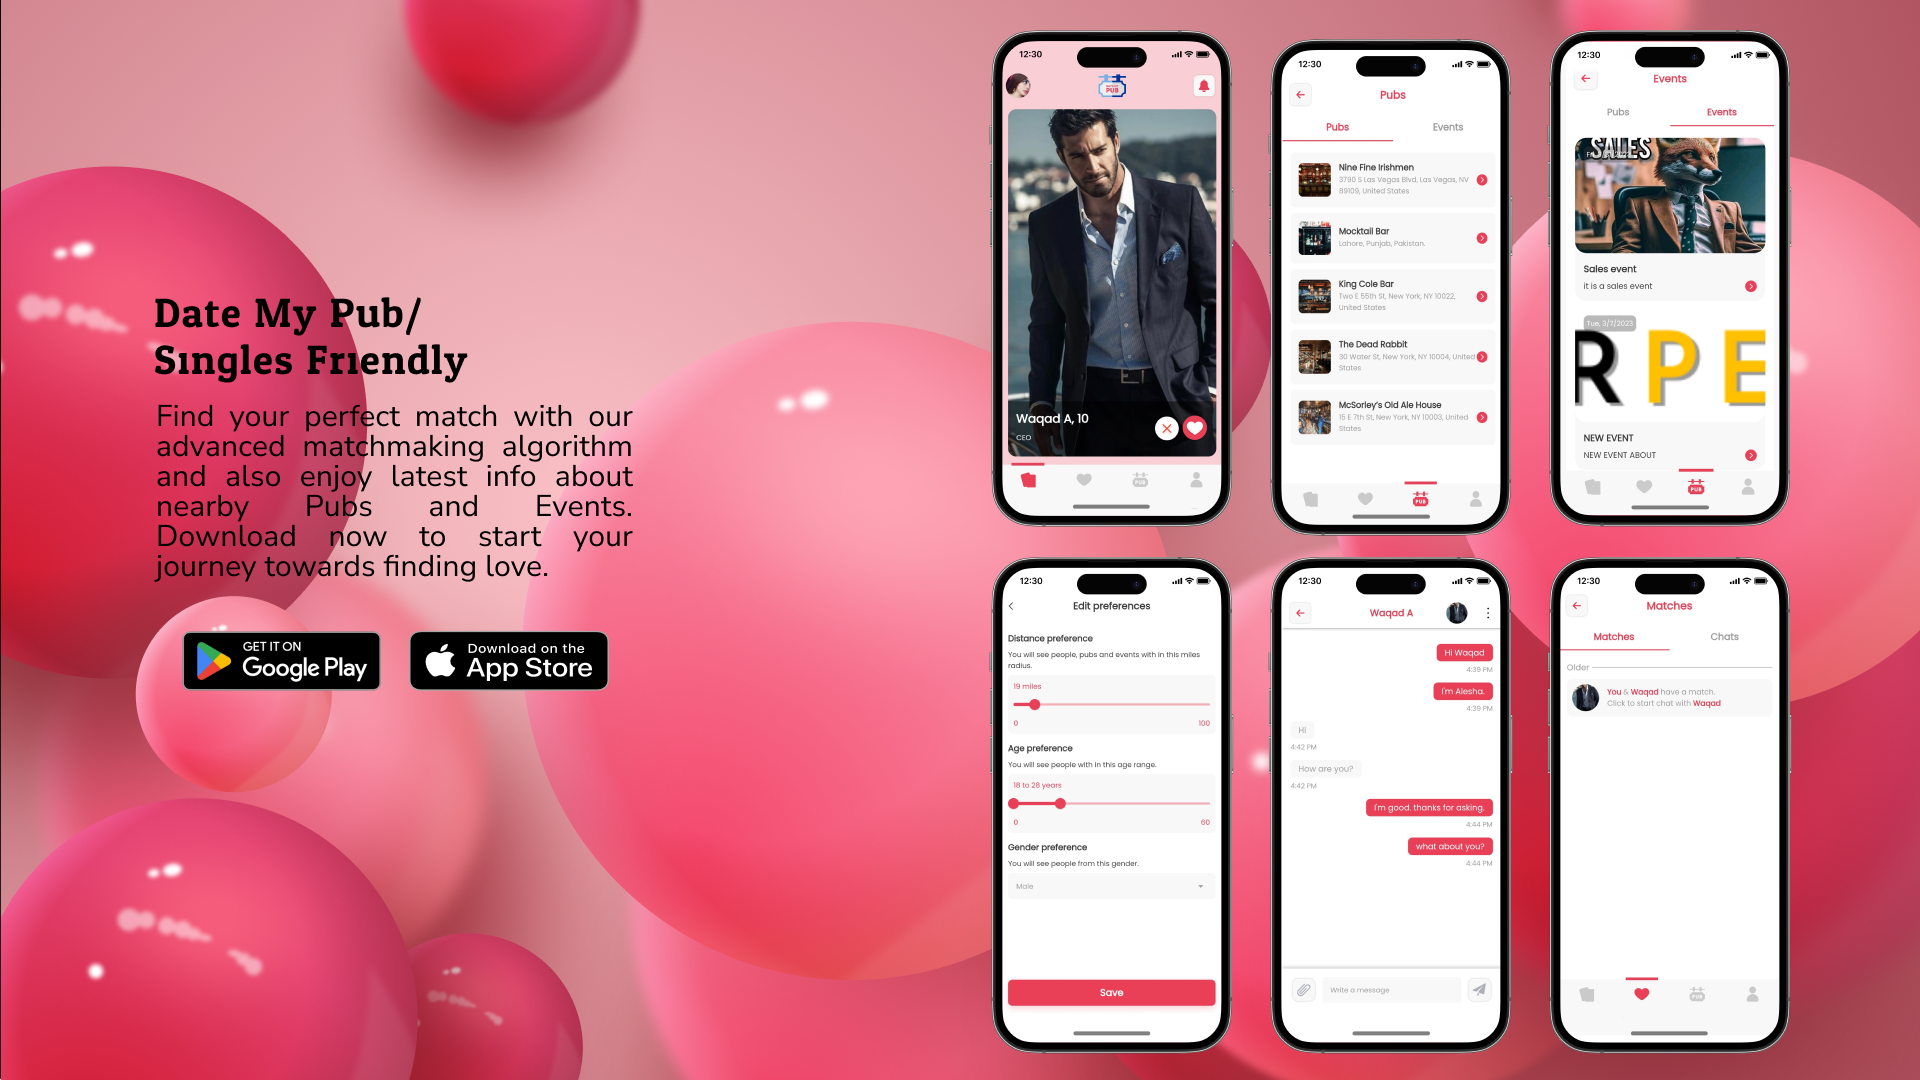 Date My Pub/
Singles Friendly
Find your perfect match with our
advanced matchmaking algorithm
and also enjoy latest info about
nearby Pubs and Events.
Download now to start your
journey towards finding love.
GET IT ON
Google Play
Download on the
App Store
12:30
PUB
Waqad A, 10
CEO
PUB
12:30
Pubs
Pubs Events
Nine Fine Irishmen
3790 S Las Vegas Blvd, Las Vegas, NV
89109, United States
Mocktail Bar
Lahore, Punjab, Pakistan.
King Cole Bar
Two E 55th St, New York, NY 10022,
United States
The Dead Rabbit
30 Water St, New York, NY 10004, United
States
McSorley's Old Ale House
15 E 7th St, New York, NY 10003, United
States
PUB
12:30
Events
Pubs Events
SALES
Sales event
it is a sales event
Tue, 3/7/2023
R P E
NEW EVENT
NEW EVENT ABOUT
PUB
12:30
Edit preferences
Distance preference
You will see people, pubs and events with in this miles
radius.
19 miles
0 100
Age preference
You will see people with in this age range.
18 to 28 years
0 60
Gender preference
You will see people from this gender.
Male
Save
12:30
Waqad A
Hi Waqad
4:39 PM
I'm Alesha.
4:39 PM
Hi
4:42 PM
How are you?
4:42 PM
I'm good. thanks for asking.
4:44 PM
what about you?
4:44 PM
Write a message
12:30
Matches
Matches Chats
Older
You & Waqad have a match.
Click to start chat with Waqad
PUB